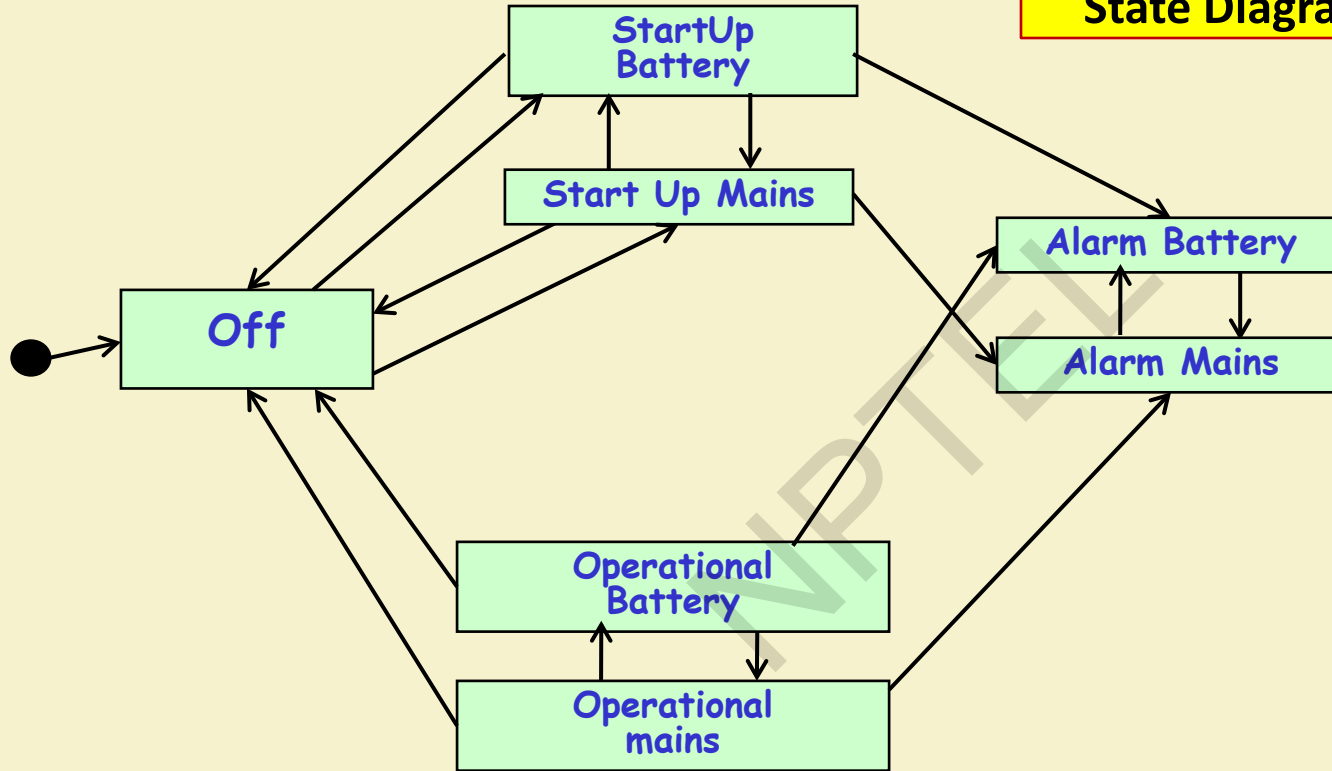 State Diagra
StartUp
Battery
Start Up Mains
Alarm Battery
Off
Alarm Mains
Operational
Battery
Operational
mains
NPTEL